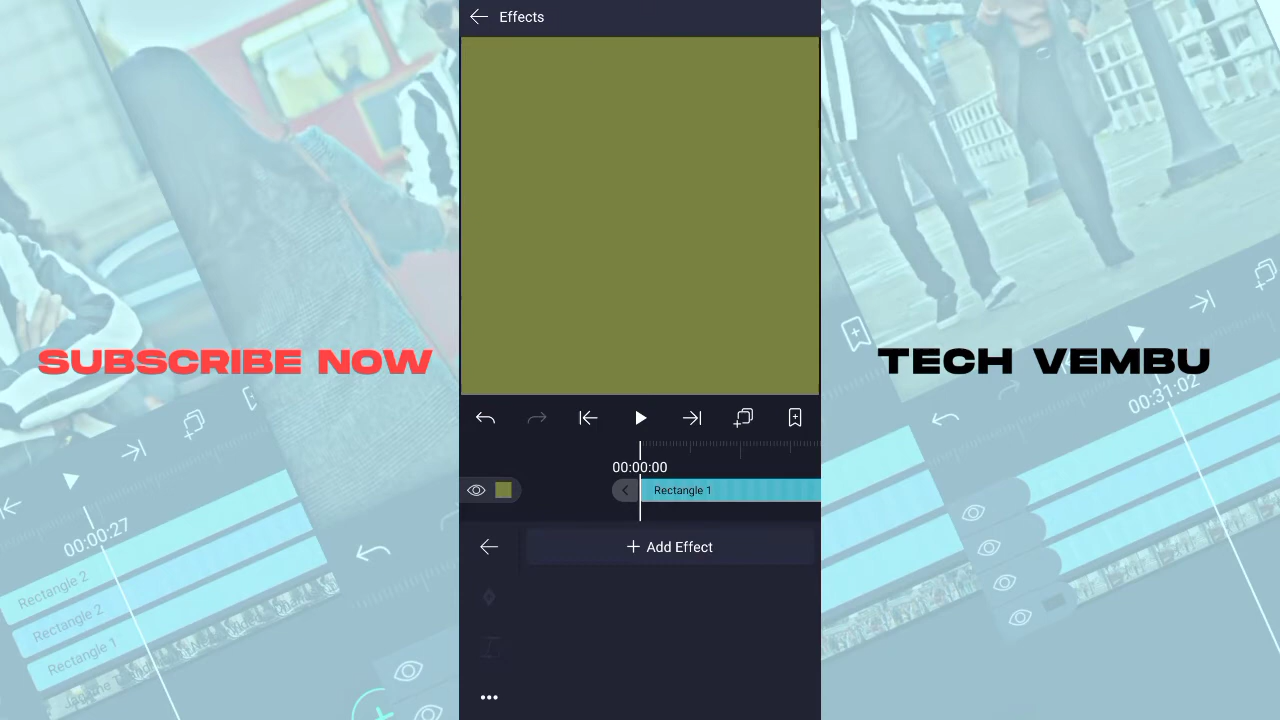 Effects
SUBSCRIBE NOW
TECH VEMBU
00:31:02
00:00:00
Rectangle 1
00:00:27
Add Effect
Rectangle 2
Rectangle 2
Rectangle 1